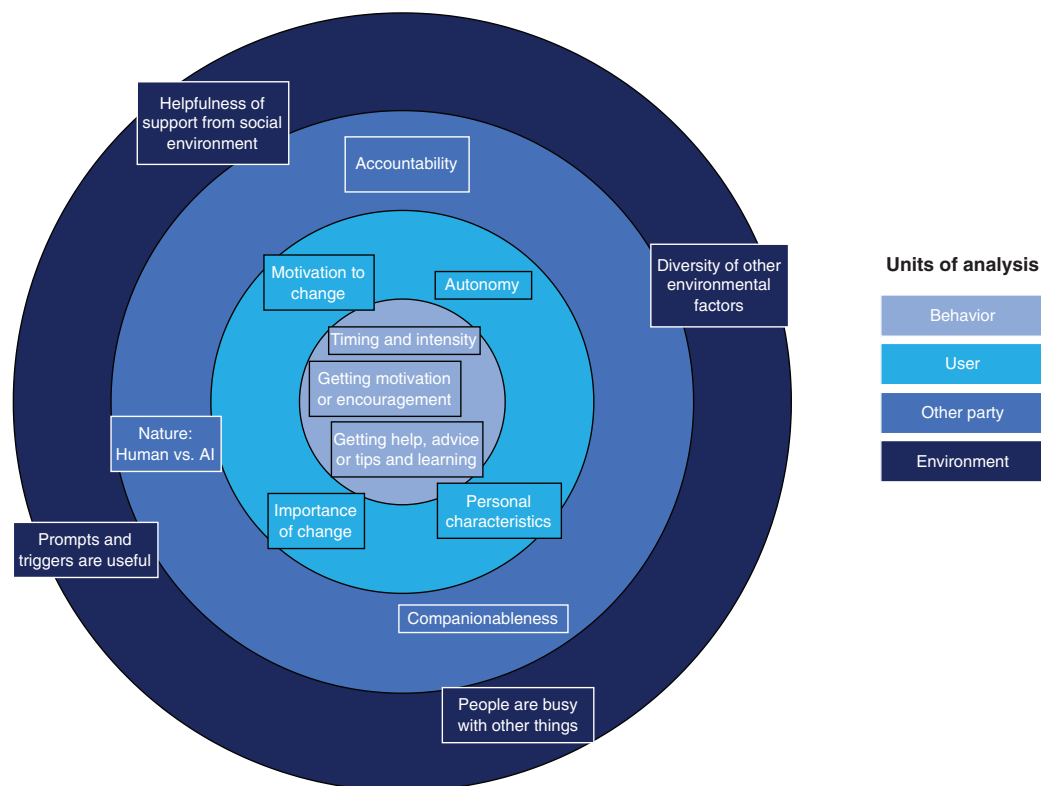 Helpfulness of
support from social
environment
Accountability
Diversity of other
environmental
factors
Motivation to
change
Autonomy
Timing and intensity
Getting motivation
or encouragement
Getting help, advice
or tips and learning
Nature:
Human vs. AI
Importance
of change
Personal
characteristics
Prompts and
triggers are useful
Companionableness
People are busy
with other things
Units of analysis
Behavior
User
Other party
Environment